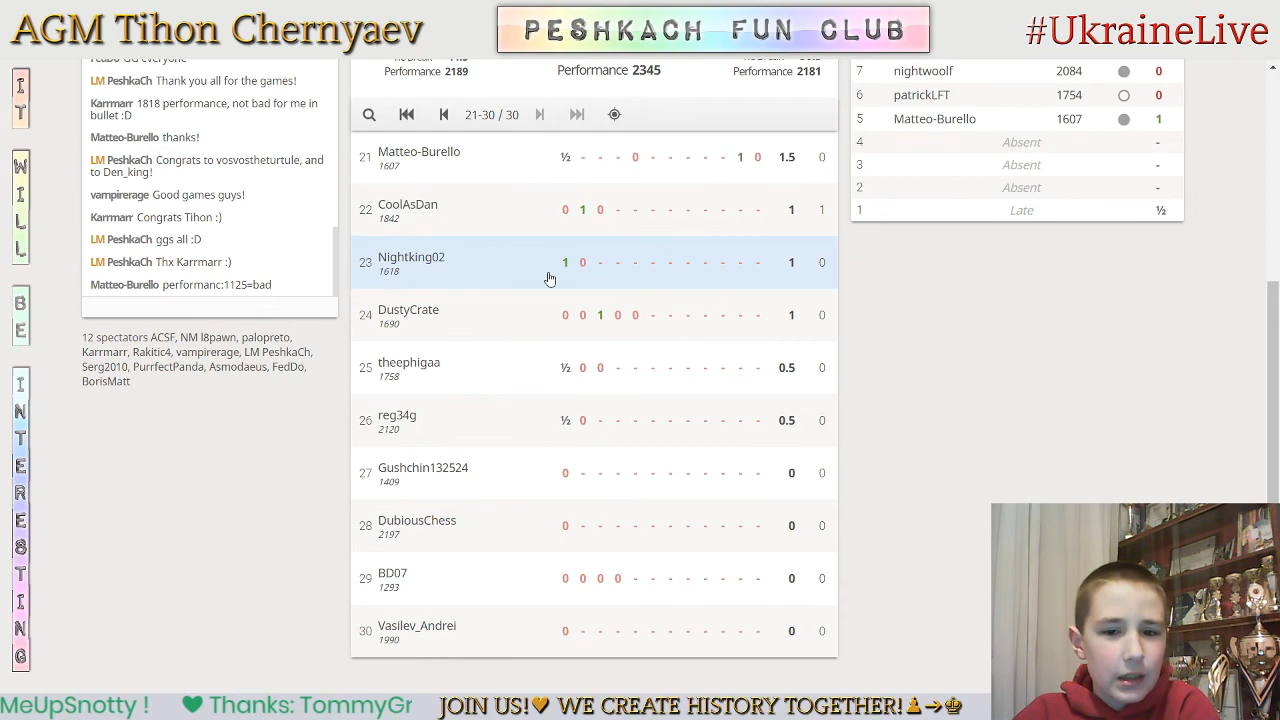 AGM Tihon Chernyaev
PESHKACH FUN CLUB
#UkraineLive
IT
WILL
BE
INTERESTING
LM PeshkaCh Thank you all for the games!
Karrmarr 1818 performance, not bad for me in
bullet :D
Matteo-Burello thanks!
LM PeshkaCh Congrats to vosvostheturtule, and
to Den_king!
vampirerage Good games guys!
Karrmarr Congrats Tihon :)
LM PeshkaCh ggs all :D
LM PeshkaCh Thx Karrmarr :)
Matteo-Burello performanc:1125=bad
12 spectators ACSF, NM l8pawn, palopreto,
Karrmarr, Rakitic4, vampirerage, LM PeshkaCh,
Serg2010, PurrfectPanda, Asmodaeus, FedDo,
BorisMatt
Performance 2189 Performance 2345 Performance 2181
21-30 / 30
21 Matteo-Burello ½ - - - 0 - - - - - 1 0 1.5 0
1607
22 CoolAsDan 0 1 0 - - - - - - - - - 1 1
1842
23 Nightking02 1 0 - - - - - - - - - - 1 0
1618
24 DustyCrate 0 0 1 0 0 - - - - - - - 1 0
1690
25 theephigaa ½ 0 0 - - - - - - - - - 0.5 0
1758
26 reg34g ½ 0 - - - - - - - - - - 0.5 0
2120
27 Gushchin132524 0 - - - - - - - - - - - 0 0
1409
28 DubiousChess 0 - - - - - - - - - - - 0 0
2197
29 BD07 0 0 0 0 - - - - - - - - 0 0
1293
30 Vasilev_Andrei 0 - - - - - - - - - - - 0 0
1990
7 nightwoolf 2084 0
6 patrickLFT 1754 0
5 Matteo-Burello 1607 1
4 Absent -
3 Absent -
2 Absent -
1 Late ½
MeUpSnotty ! 💚 Thanks: TommyGr
JOIN US!🧡 WE CREATE HISTORY TOGETHER!♟→♚